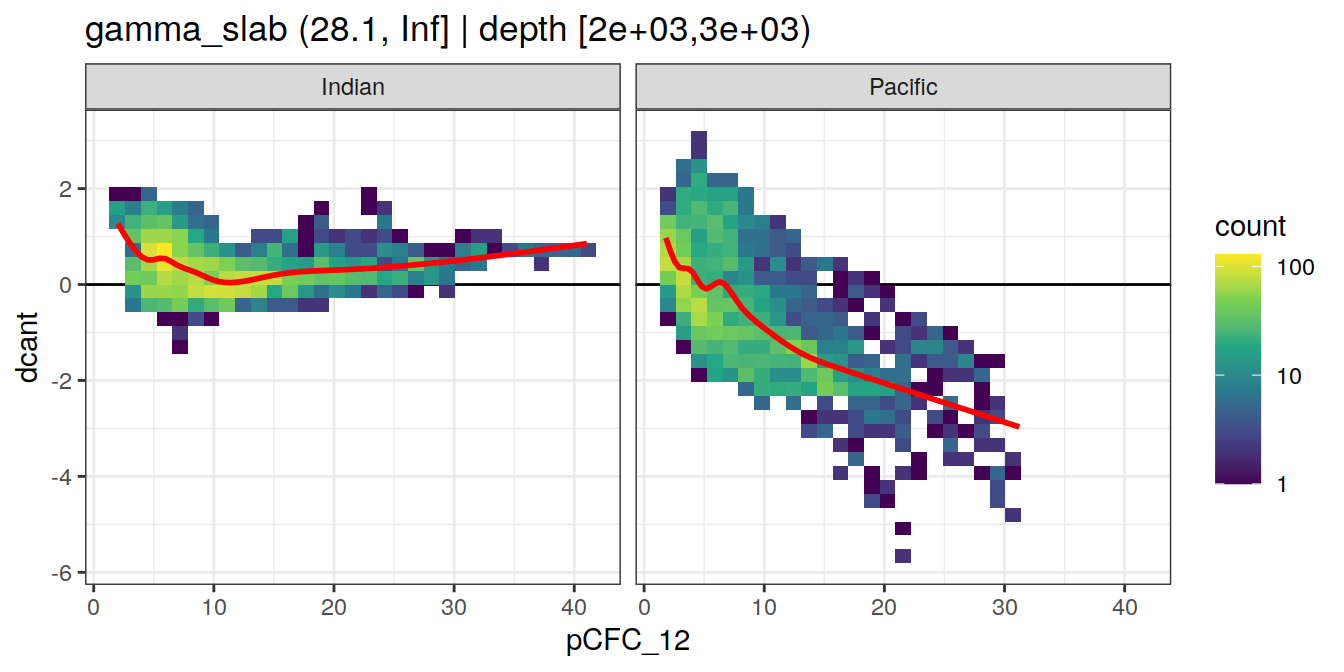 gamma_slab (28.1, Inf] | depth [2e+03,3e+03)
Indian
Pacific
dcant
2
0
-2
-4
-6
0 10 20 30 40
0 10 20 30 40
pCFC_12
count
100
10
1